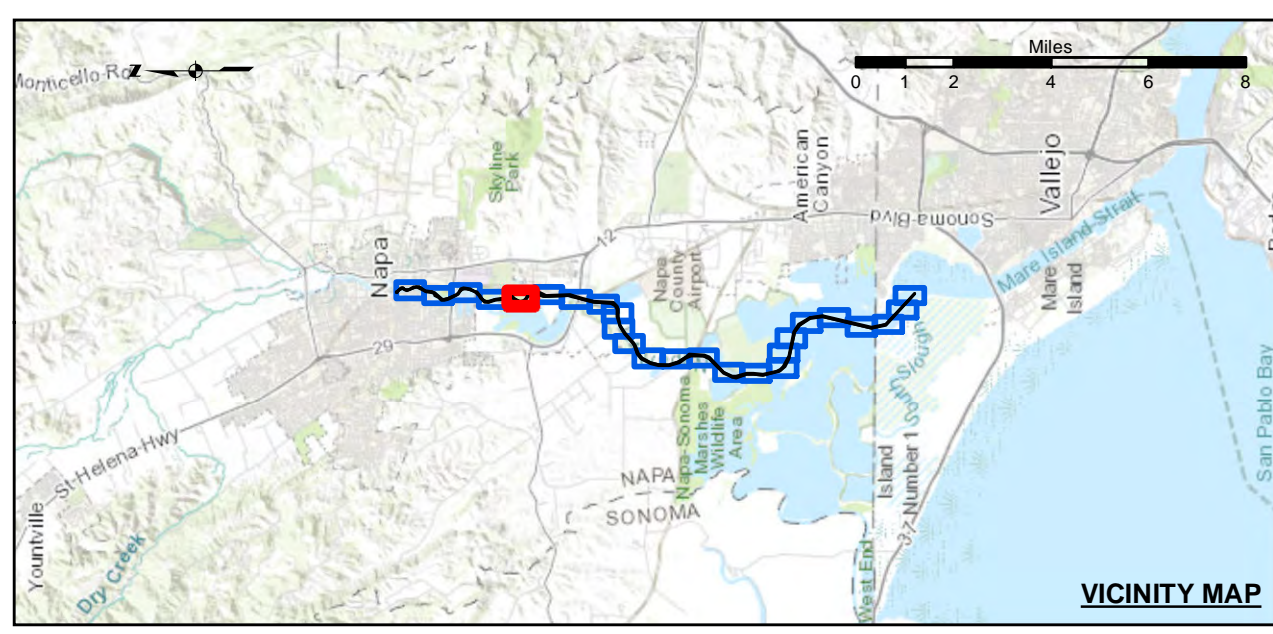 Miles
0 1 2 4 6 8
Monticello Rd
Z
Skyline
Park
American
Canyon
Vallejo
Sonoma-Blvd
Napa
12
Napa
County
Airport
Mare Island Strait
Mare
Island
29
South Slough
San Pablo Bay
Napa-Sonoma
Marshes
Wildlife
Area
St-Helena-Hwy
NAPA
SONOMA
Island
Number 1
37
Yountville
Dry Creek
West End
VICINITY MAP